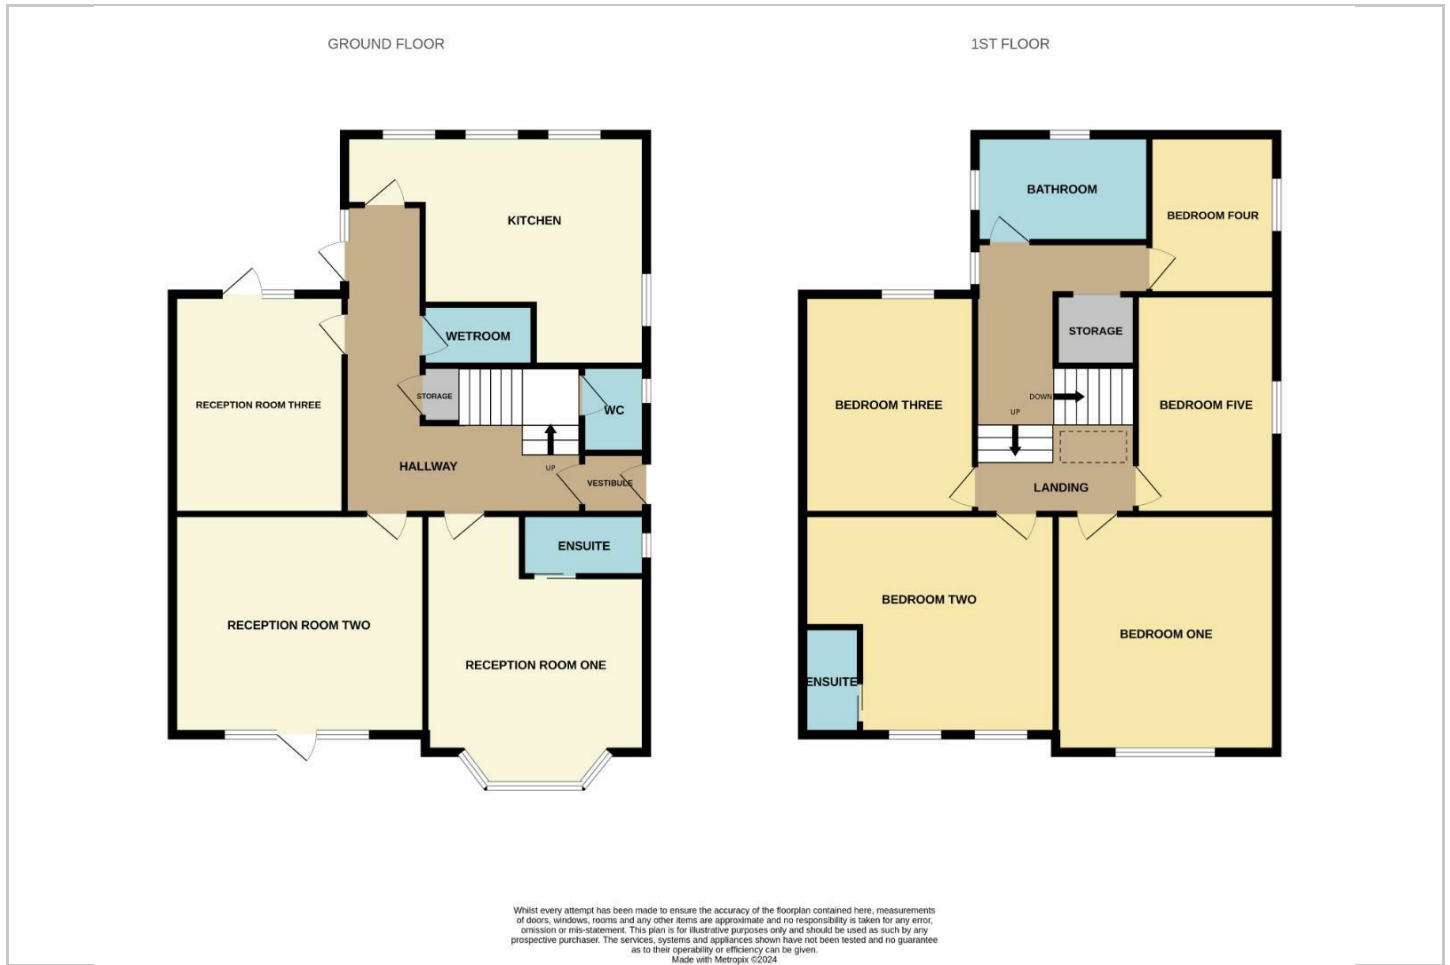 GROUND FLOOR
KITCHEN
WETROOM
RECEPTION ROOM THREE
STORAGE
WC
HALLWAY
UP
VESTIBULE
ENSUITE
RECEPTION ROOM TWO
RECEPTION ROOM ONE
1ST FLOOR
BATHROOM
BEDROOM FOUR
STORAGE
BEDROOM THREE
DOWN
UP
BEDROOM FIVE
LANDING
BEDROOM TWO
BEDROOM ONE
ENSUITE
Whilst every attempt has been made to ensure the accuracy of the floorplan contained here, measurements
of doors, windows, rooms and any other items are approximate and no responsibility is taken for any error,
omission or mis-statement. This plan is for illustrative purposes only and should be used as such by any
prospective purchaser. The services, systems and appliances shown have not been tested and no guarantee
as to their operability or efficiency can be given.
Made with Metropix ©2024